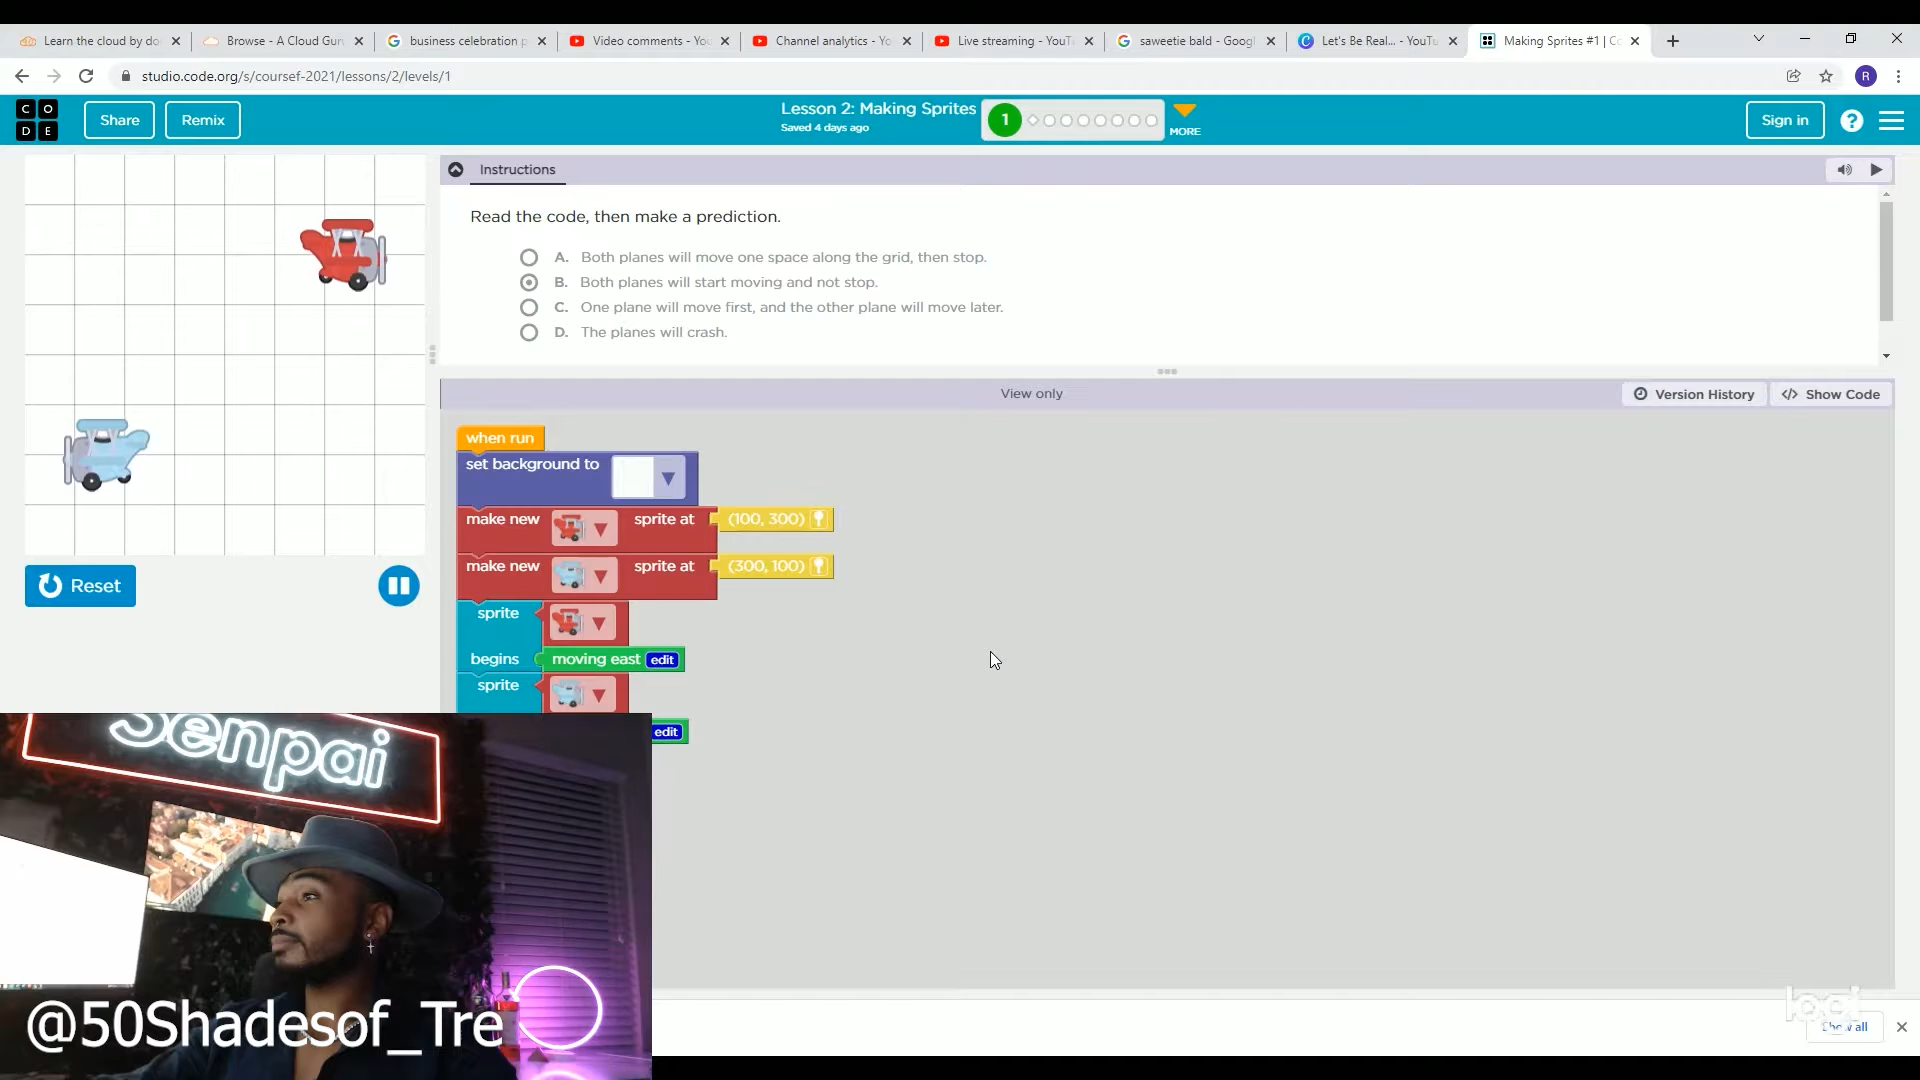 Learn the cloud by do
Browse - A Cloud Guru
business celebration p
Video comments - You
Channel analytics - Yo
Live streaming - YouT
saweetie bald - Googl
Let's Be Real... - YouTu
Making Sprites #1 | Co
studio.code.org/s/coursef-2021/lessons/2/levels/1
R
C O
D E
Share
Remix
Lesson 2: Making Sprites
Saved 4 days ago
1
MORE
Sign in
?
Instructions
Read the code, then make a prediction.
A. Both planes will move one space along the grid, then stop.
B. Both planes will start moving and not stop.
C. One plane will move first, and the other plane will move later.
D. The planes will crash.
View only
Version History
</> Show Code
when run
set background to
make new sprite at (100, 300)
make new sprite at (300, 100)
sprite
begins moving east edit
sprite
edit
Reset
Senpai
@50Shadesof_Tre
logi
Show all